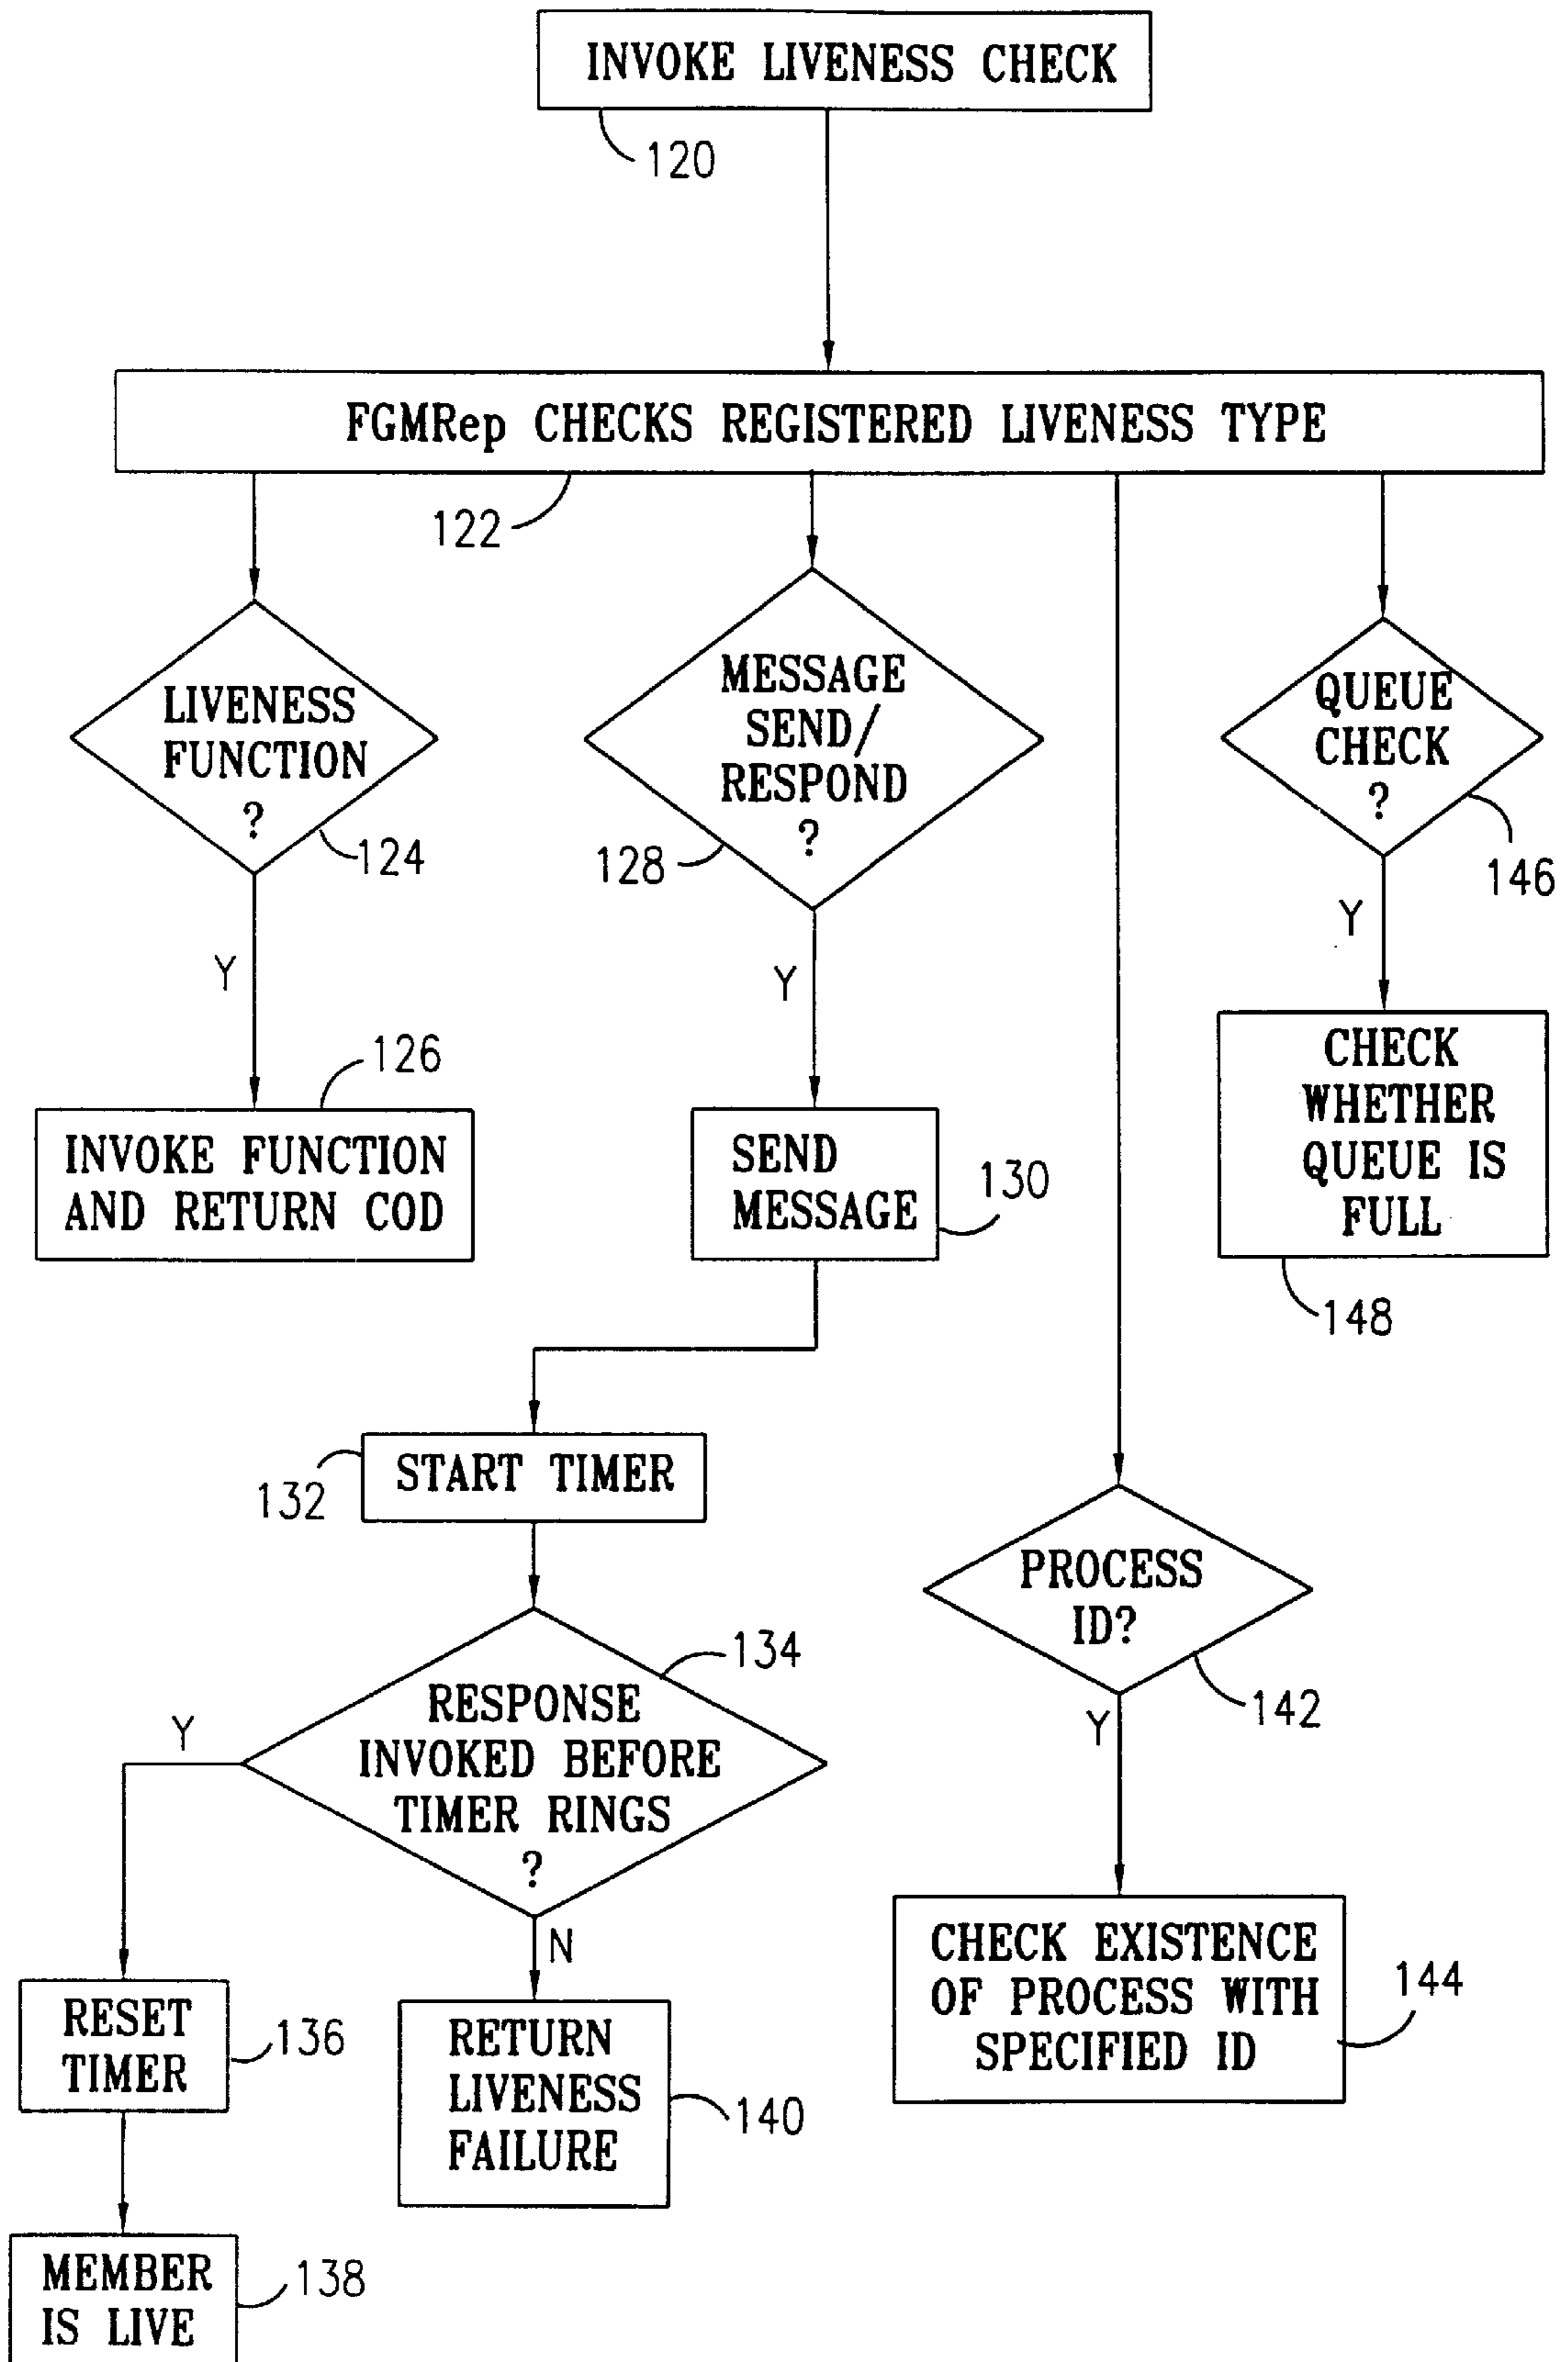 INVOKE LIVENESS CHECK
120
FGMRep CHECKS REGISTERED LIVENESS TYPE
122
LIVENESS
FUNCTION
?
124
Y
126
INVOKE FUNCTION
AND RETURN COD
MESSAGE
SEND/
RESPOND
?
128
Y
SEND
MESSAGE
130
START TIMER
132
RESPONSE
INVOKED BEFORE
TIMER RINGS
?
134
Y
RESET
TIMER
136
MEMBER
IS LIVE
138
N
RETURN
LIVENESS
FAILURE
140
PROCESS
ID?
142
Y
CHECK EXISTENCE
OF PROCESS WITH
SPECIFIED ID
144
QUEUE
CHECK
?
146
Y
CHECK
WHETHER
QUEUE IS
FULL
148